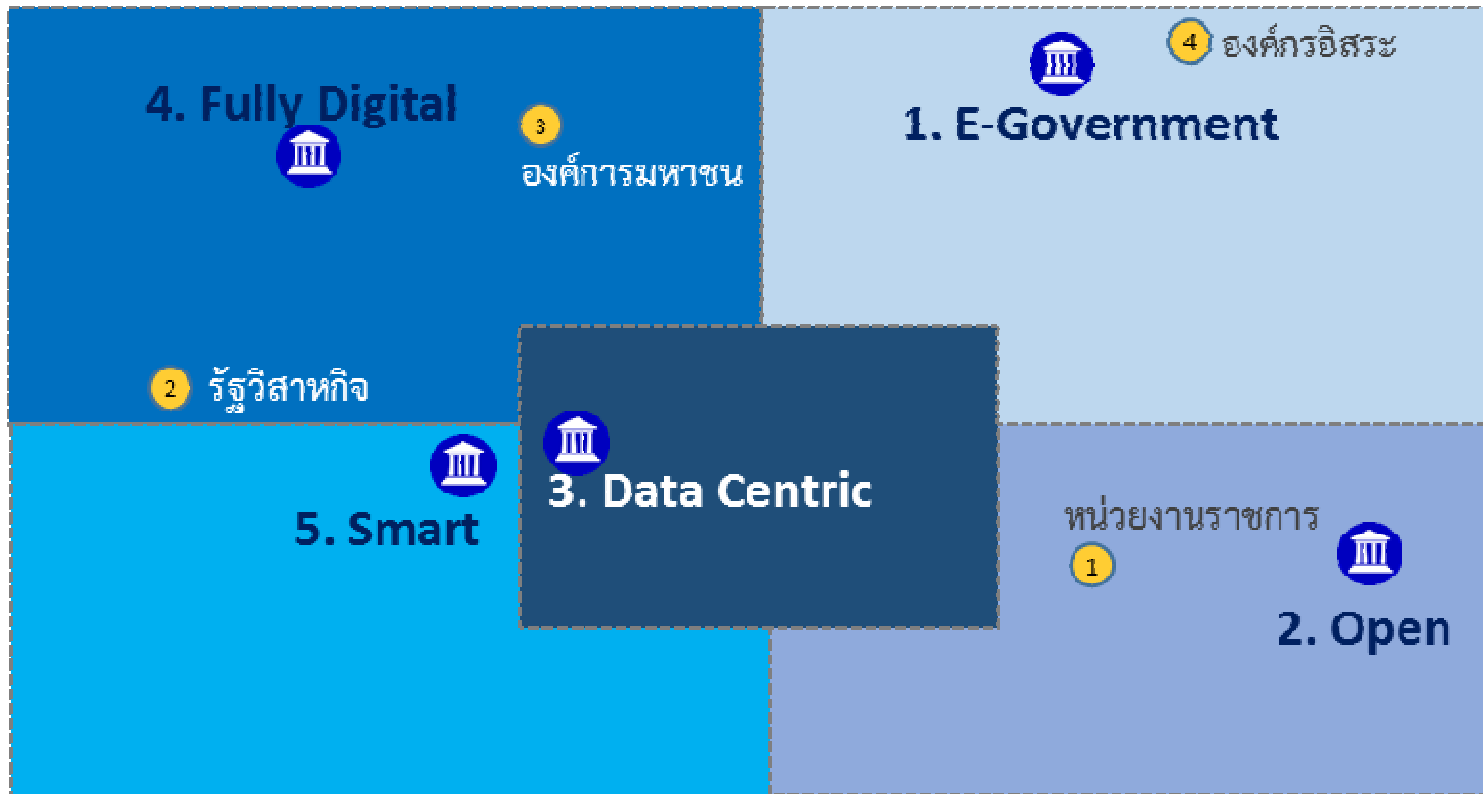 4. Fully Digital
3
องค์การมหาชน
2 รัฐวิสาหกิจ
4 องค์กรอิสระ
1. E-Government
3. Data Centric
5. Smart
หน่วยงานราชการ
1
2. Open